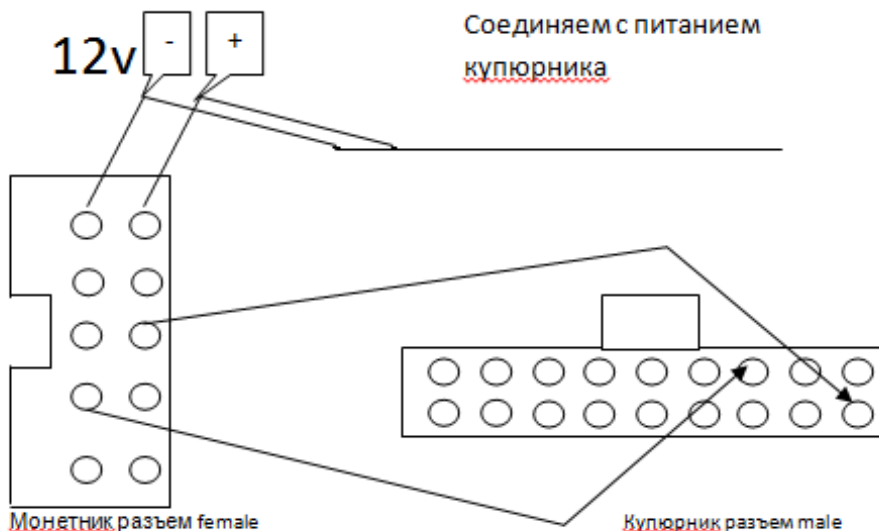 12v - +
Соединяем с питанием
купюрника
Монетник разъем female
Купюрник разъем male